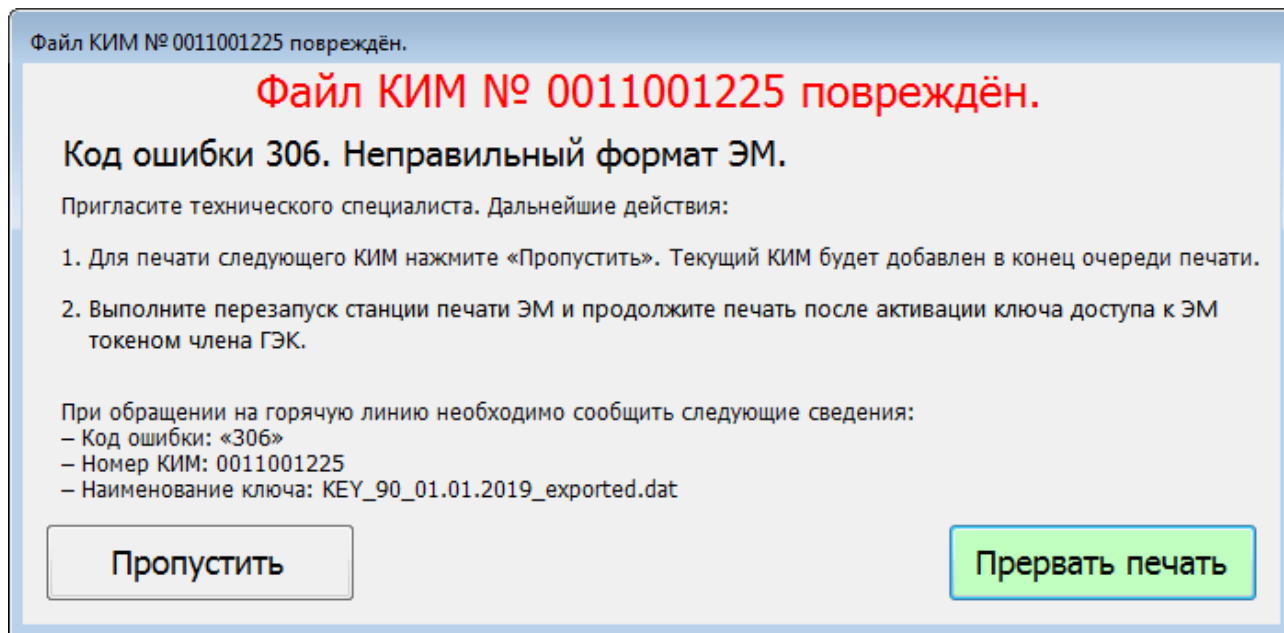 Файл КИМ № 0011001225 повреждён.
Файл КИМ № 0011001225 повреждён.
Код ошибки 306. Неправильный формат ЭМ.
Пригласите технического специалиста. Дальнейшие действия:
1. Для печати следующего КИМ нажмите «Пропустить». Текущий КИМ будет добавлен в конец очереди печати.
2. Выполните перезапуск станции печати ЭМ и продолжите печать после активации ключа доступа к ЭМ
токеном члена ГЭК.
При обращении на горячую линию необходимо сообщить следующие сведения:
– Код ошибки: «306»
– Номер КИМ: 0011001225
– Наименование ключа: KEY_90_01.01.2019_exported.dat
Пропустить
Прервать печать